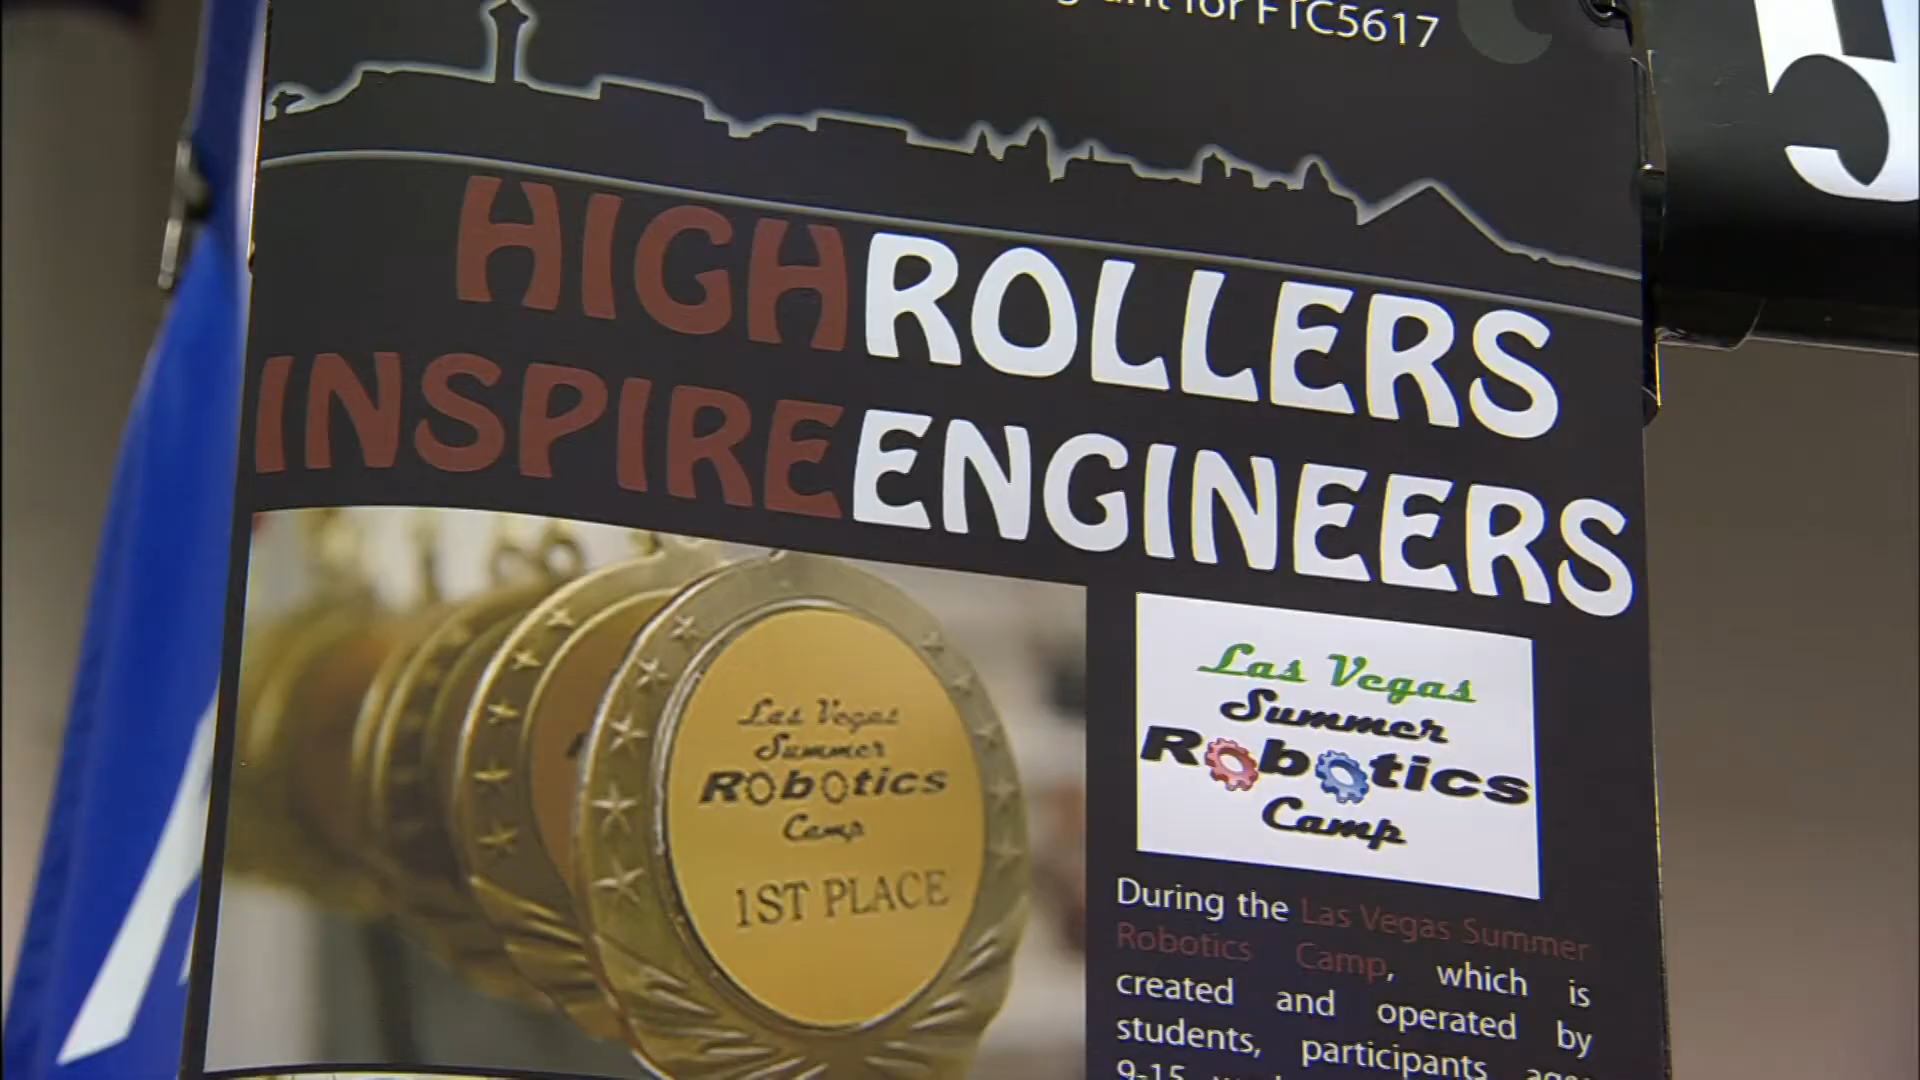 for FTC5617
HIGHROLLERS
INSPIREENGINEERS
Las Vegas
Summer
Robotics
Camp
1ST PLACE
Las Vegas
Summer
Robotics
Camp
During the Las Vegas Summer
Robotics Camp, which is
created and operated by
students, participants
9-15
5